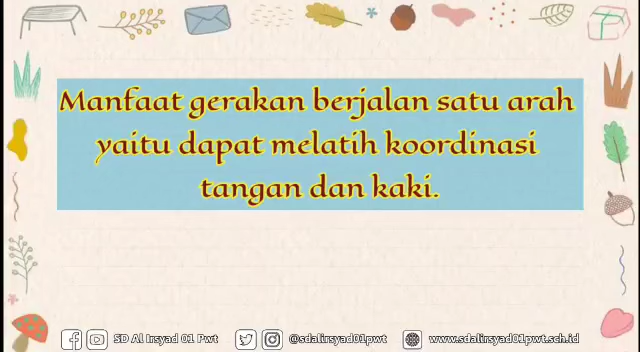 Manfaat gerakan berjalan satu arah
yaitu dapat melatih koordinasi
tangan dan kaki.
SD Al Irsyad 01 Pwt @sdalirsyad01pwt www.sdalirsyad01pwt.sch.id